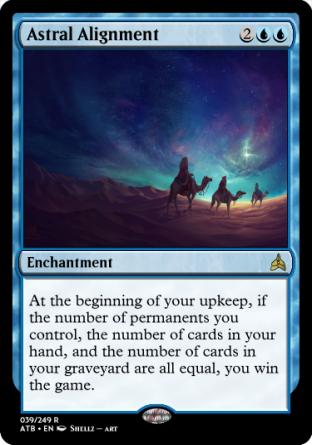 Astral Alignment 2
Enchantment
At the beginning of your upkeep, if
the number of permanents you
control, the number of cards in your
hand, and the number of cards in
your graveyard are all equal, you win
the game.
039/249 R
ATB • EN Shellz — art